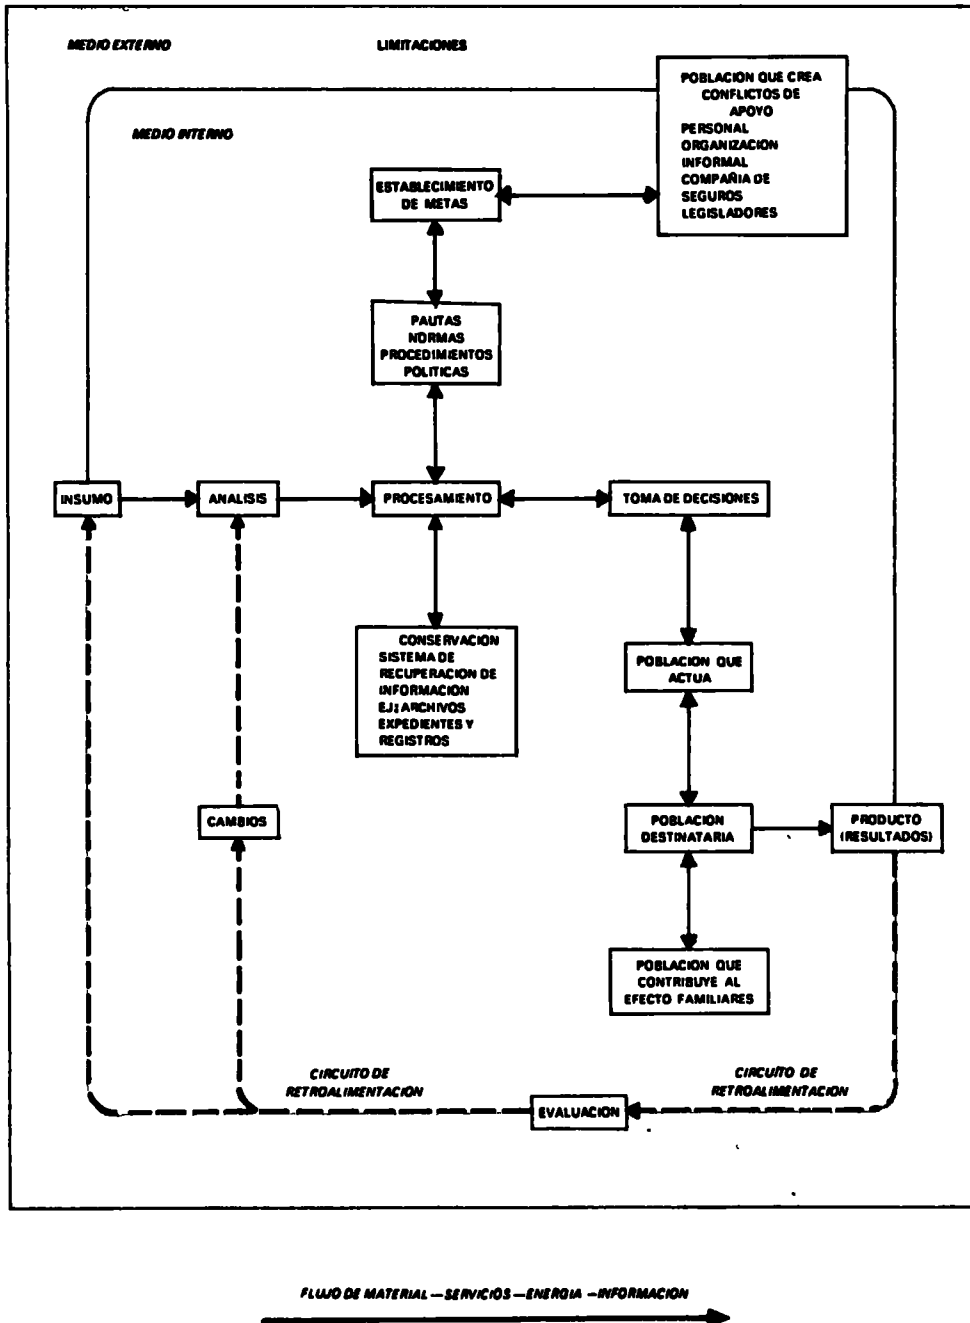 MEDIO EXTERNO
LIMITACIONES
POBLACION QUE CREA
CONFLICTOS DE
APOYO
PERSONAL
ORGANIZACION
INFORMAL
COMPAÑIA DE
SEGUROS
LEGISLADORES
MEDIO INTERNO
ESTABLECIMIENTO
DE METAS
PAUTAS
NORMAS
PROCEDIMIENTOS
POLITICAS
INSUMO
ANALISIS
PROCESAMIENTO
TOMA DE DECISIONES
CONSERVACION
SISTEMA DE
RECUPERACION DE
INFORMACION
EJ: ARCHIVOS
EXPEDIENTES Y
REGISTROS
POBLACION QUE
ACTUA
CAMBIOS
POBLACION
DESTINATARIA
PRODUCTO
(RESULTADOS)
POBLACION QUE
CONTRIBUYE AL
EFECTO FAMILIARES
CIRCUITO DE
RETROALIMENTACION
CIRCUITO DE
RETROALIMENTACION
EVALUACION
FLUJO DE MATERIAL — SERVICIOS — ENERGIA — INFORMACION